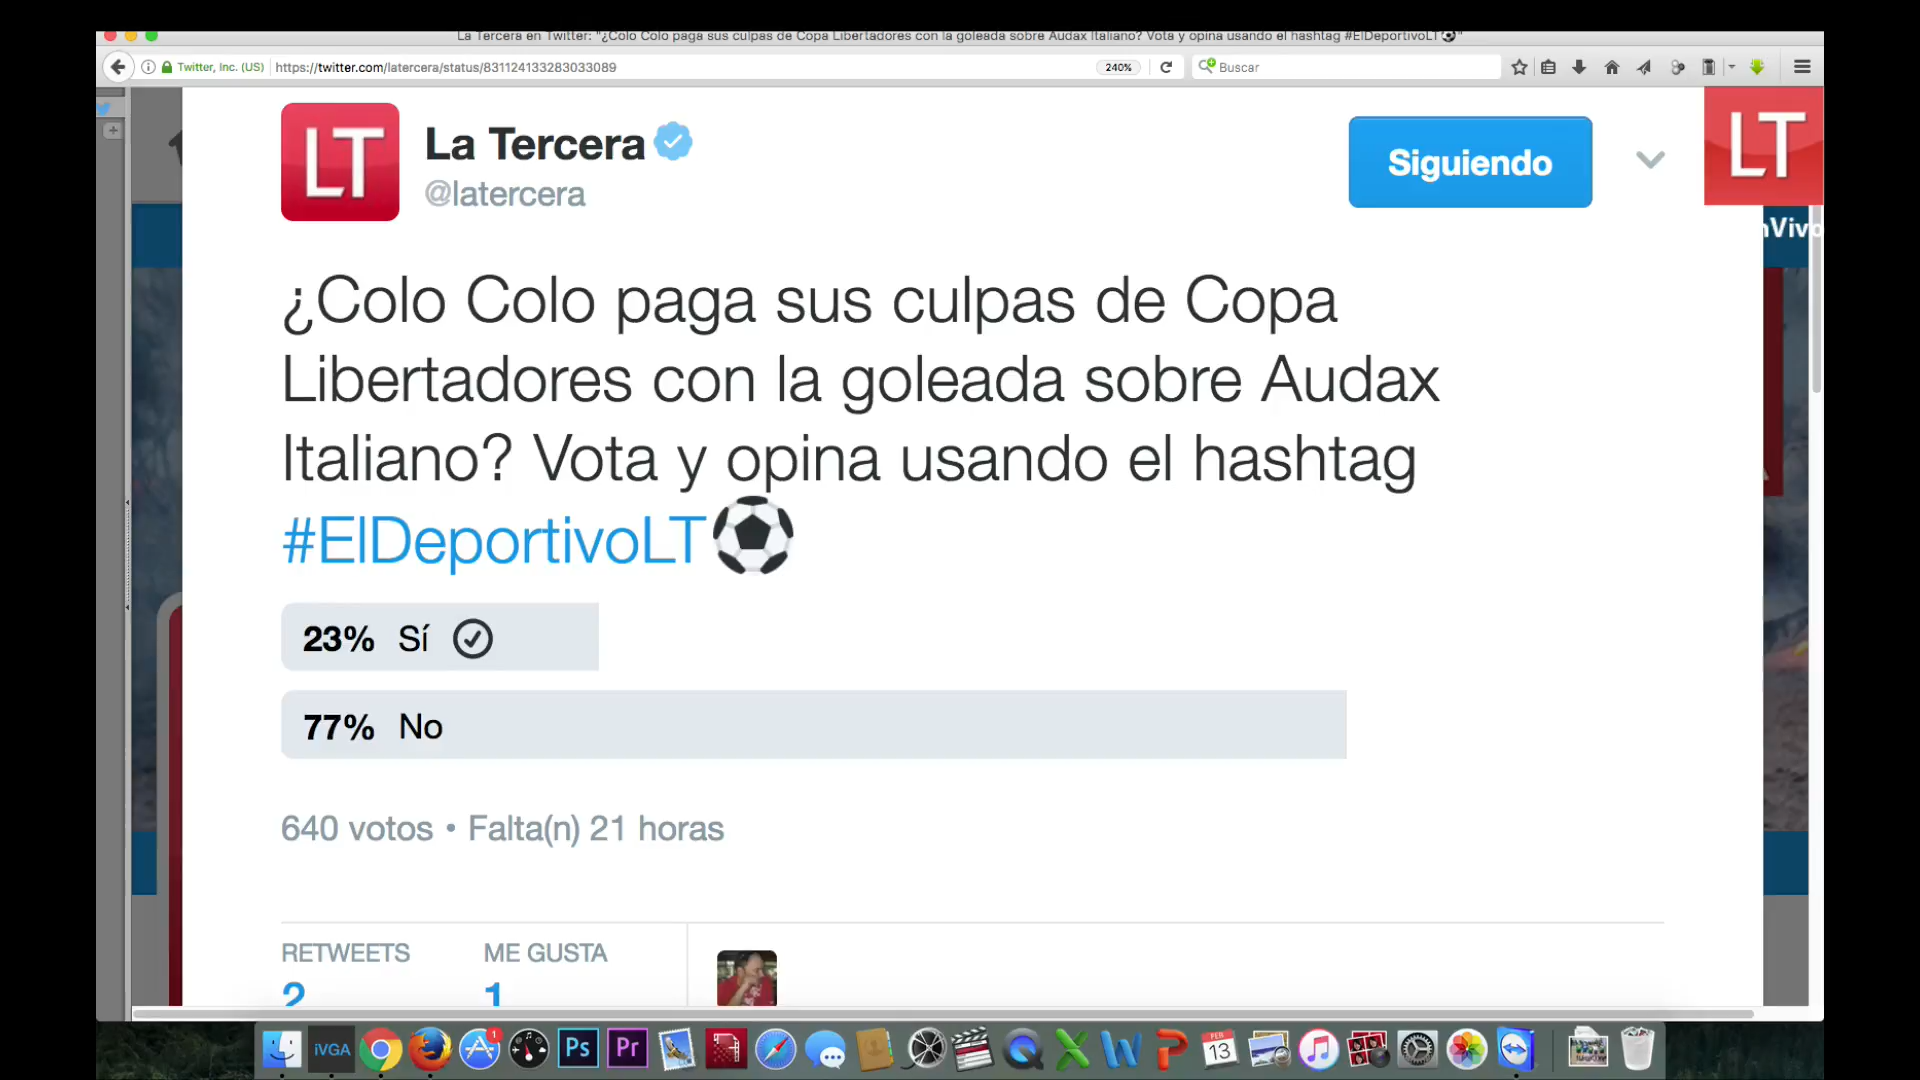 La Tercera en Twitter: "¿Colo Colo paga sus culpas de Copa Libertadores con la goleada sobre Audax Italiano? Vota y opina usando el hashtag #ElDeportivoLT⚽"
Twitter, Inc. (US) https://twitter.com/latercera/status/831124133283033089 240% Buscar
LT La Tercera
@latercera
Siguiendo
LT
nVivo
¿Colo Colo paga sus culpas de Copa
Libertadores con la goleada sobre Audax
Italiano? Vota y opina usando el hashtag
#ElDeportivoLT⚽
23% Sí
77% No
640 votos • Falta(n) 21 horas
RETWEETS ME GUSTA
2 1
iVGA 1 Ps Pr FEB 13